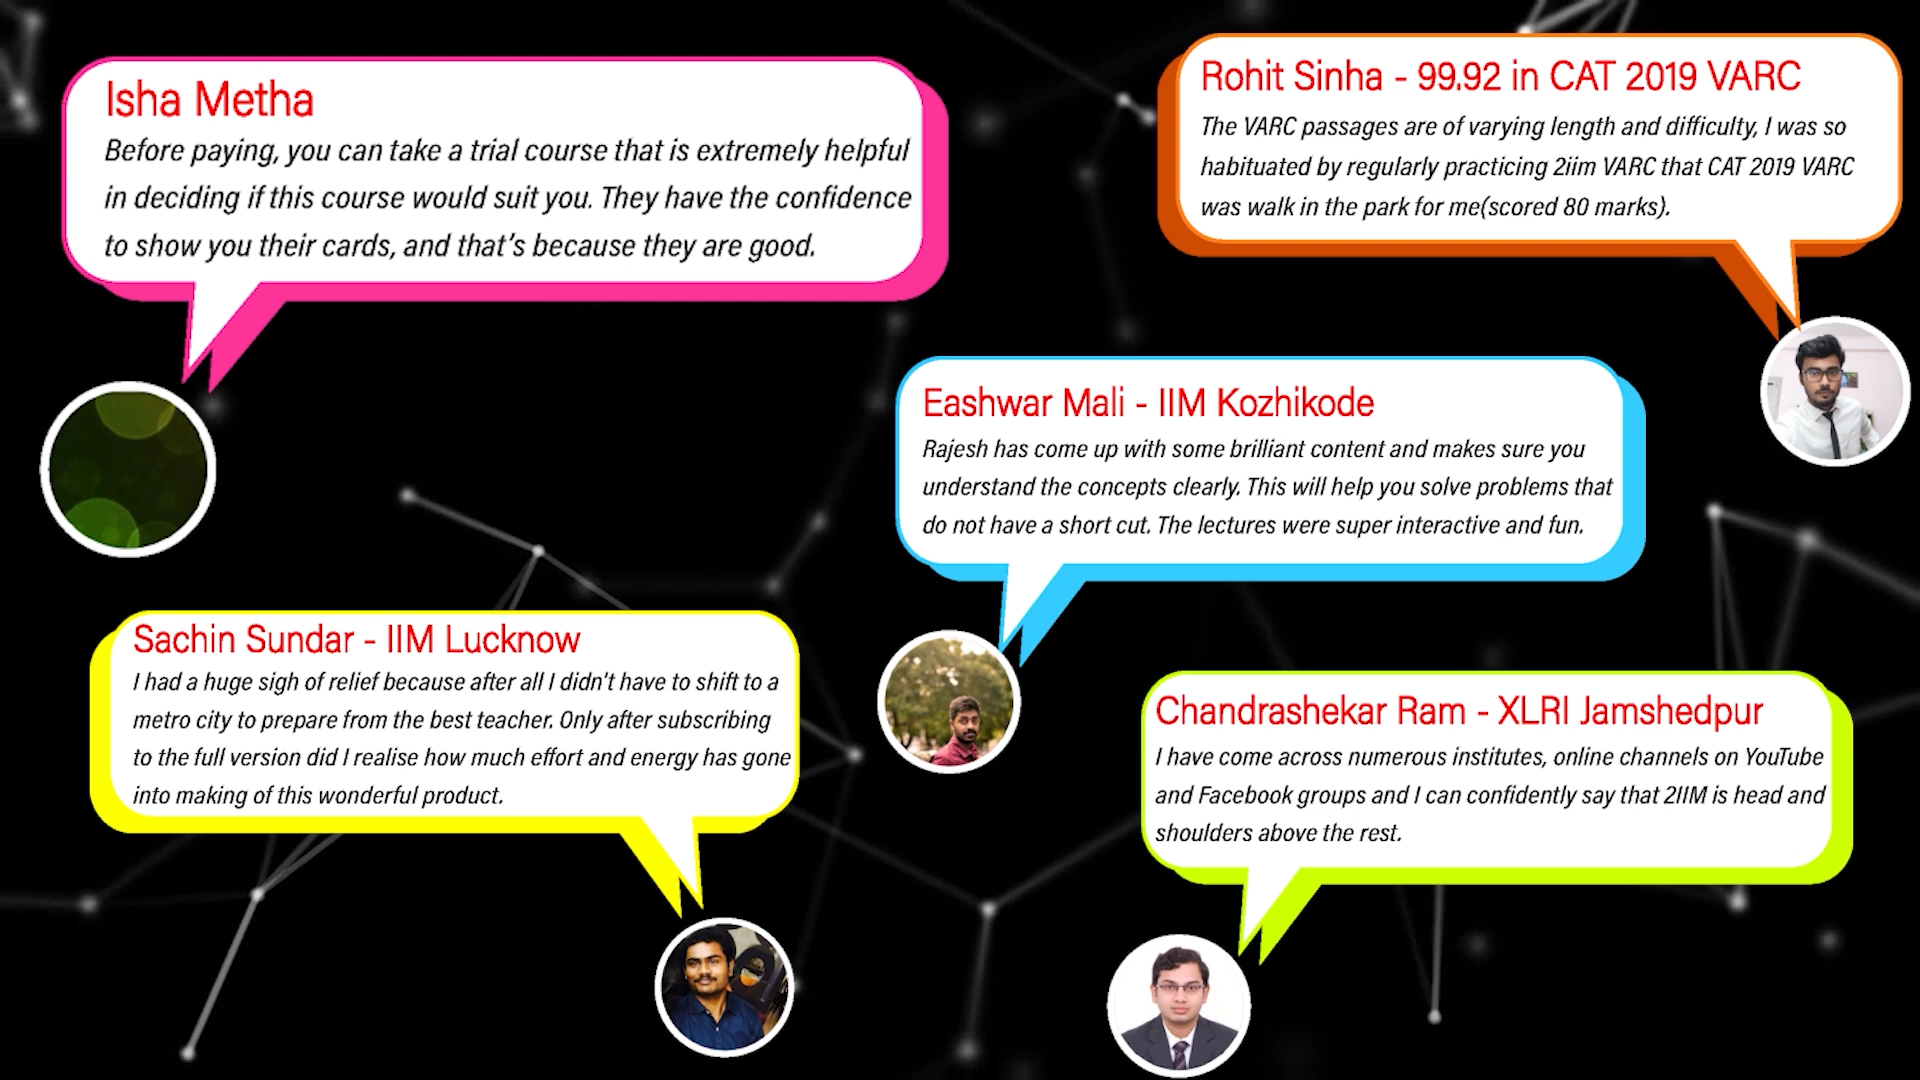 Isha Metha
Before paying, you can take a trial course that is extremely helpful
in deciding if this course would suit you. They have the confidence
to show you their cards, and that's because they are good.
Rohit Sinha - 99.92 in CAT 2019 VARC
The VARC passages are of varying length and difficulty, I was so
habituated by regularly practicing 2iim VARC that CAT 2019 VARC
was walk in the park for me(scored 80 marks).
Eashwar Mali - IIM Kozhikode
Rajesh has come up with some brilliant content and makes sure you
understand the concepts clearly. This will help you solve problems that
do not have a short cut. The lectures were super interactive and fun.
Sachin Sundar - IIM Lucknow
I had a huge sigh of relief because after all I didn't have to shift to a
metro city to prepare from the best teacher. Only after subscribing
to the full version did I realise how much effort and energy has gone
into making of this wonderful product.
Chandrashekar Ram - XLRI Jamshedpur
I have come across numerous institutes, online channels on YouTube
and Facebook groups and I can confidently say that 2IIM is head and
shoulders above the rest.